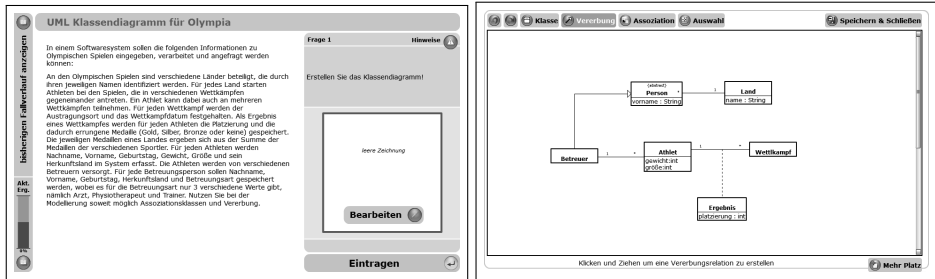 UML Klassendiagramm für Olympia
bisherigen Fallverlauf anzeigen
Akt.
Erg.
0%
In einem Softwaresystem sollen die folgenden Informationen zu
Olympischen Spielen eingegeben, verarbeitet und angefragt werden
können:
An den Olympischen Spielen sind verschiedene Länder beteiligt, die durch
ihren jeweiligen Namen identifiziert werden. Für jedes Land starten
Athleten bei den Spielen, die in verschiedenen Wettkämpfen
gegeneinander antreten. Ein Athlet kann dabei auch an mehreren
Wettkämpfen teilnehmen. Für jeden Wettkampf werden der
Austragungsort und das Wettkampfdatum festgehalten. Als Ergebnis
eines Wettkampfes werden für jeden Athleten die Platzierung und die
dadurch errungene Medaille (Gold, Silber, Bronze oder keine) gespeichert.
Die jeweiligen Medaillen eines Landes ergeben sich aus der Summe der
Medaillen der verschiedenen Sportler. Für jeden Athleten werden
Nachname, Vorname, Geburtstag, Gewicht, Größe und sein
Herkunftsland im System erfasst. Die Athleten werden von verschiedenen
Betreuern versorgt. Für jede Betreuungsperson sollen Nachname,
Vorname, Geburtstag, Herkunftsland und Betreuungsart gespeichert
werden, wobei es für die Betreuungsart nur 3 verschiedene Werte gibt,
nämlich Arzt, Physiotherapeut und Trainer. Nutzen Sie bei der
Modellierung soweit möglich Assoziationsklassen und Vererbung.
Frage 1 Hinweise
Erstellen Sie das Klassendiagramm!
leere Zeichnung
Bearbeiten
Eintragen
Klasse Vererbung Assoziation Auswahl Speichern & Schließen
{abstract}
Person * 1 Land
vorname : String name : String
Betreuer 1 * Athlet 1 * Wettkampf
gewicht:int
größe:int
Ergebnis
platzierung : int
Klicken und Ziehen um eine Vererbungsrelation zu erstellen
Mehr Platz